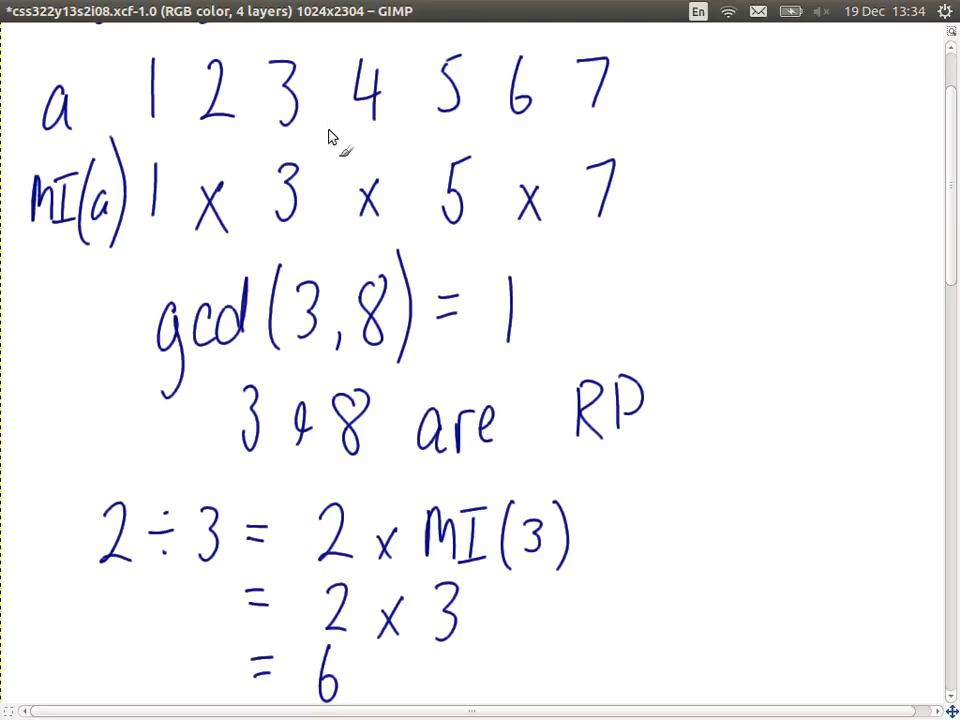 *css322y13s2i08.xcf-1.0 (RGB color, 4 layers) 1024x2304 – GIMP En 19 Dec 13:34
a 1 2 3 4 5 6 7
MI(a) 1 x 3 x 5 x 7
gcd(3,8) = 1
3 & 8 are RP
2 ÷ 3 = 2 x MI(3)
= 2 x 3
= 6